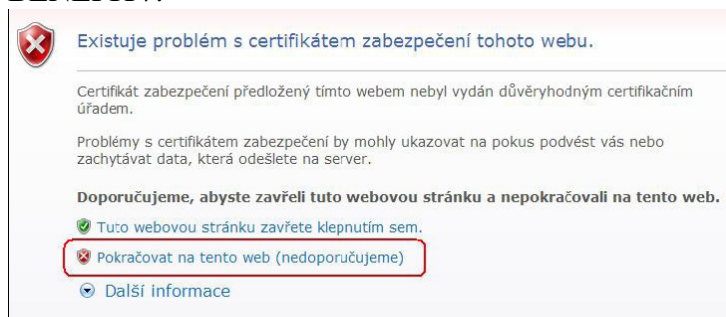 Existuje problém s certifikátem zabezpečení tohoto webu.
Certifikát zabezpečení předložený tímto webem nebyl vydán důvěryhodným certifikačním
úřadem.
Problémy s certifikátem zabezpečení by mohly ukazovat na pokus podvést vás nebo
zachytávat data, která odešlete na server.
Doporučujeme, abyste zavřeli tuto webovou stránku a nepokračovali na tento web.
Tuto webovou stránku zavřete klepnutím sem.
Pokračovat na tento web (nedoporučujeme)
Další informace